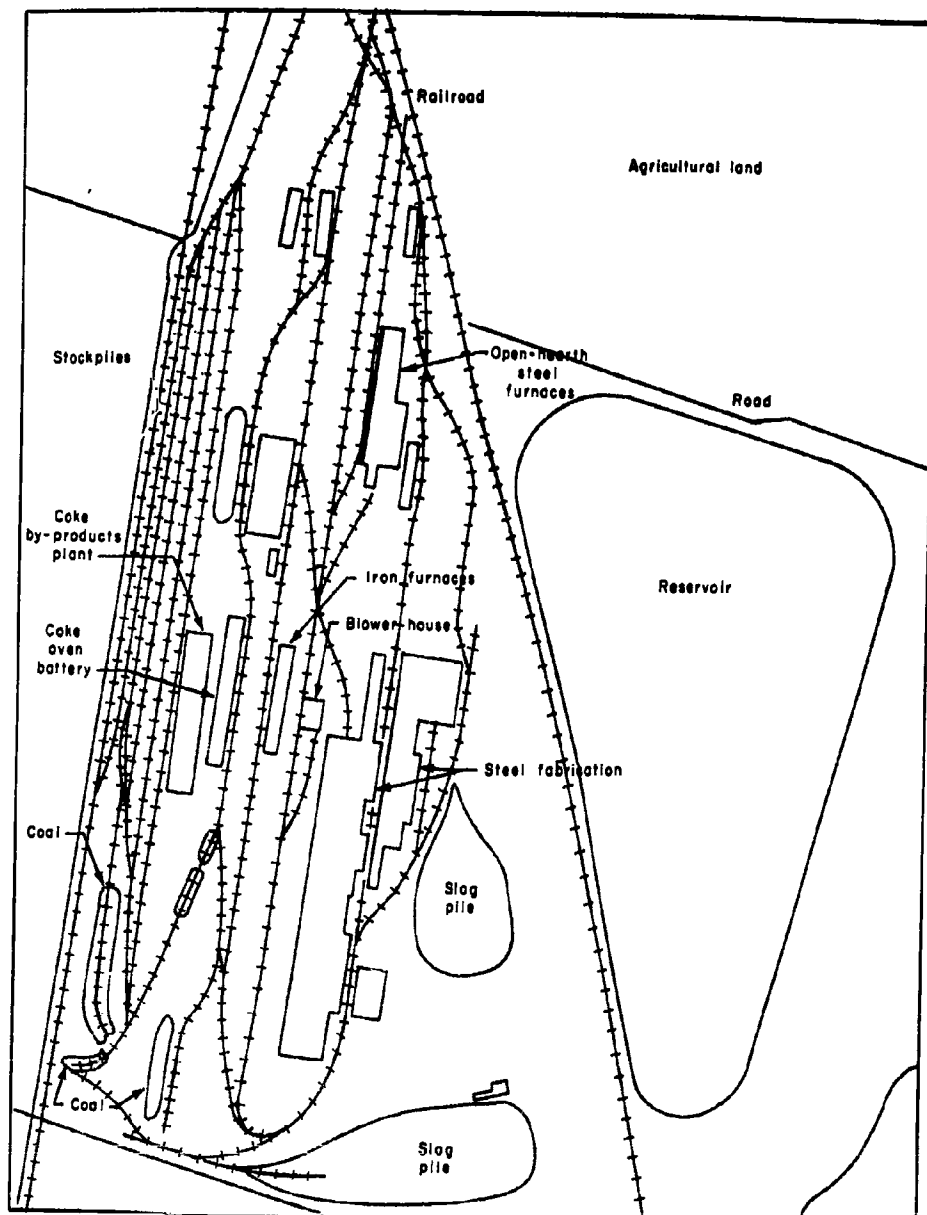 Railroad
Agricultural land
Stockpiles
Open-hearth
steel
furnaces
Road
Coke
by-products
plant
Iron furnaces
Reservoir
Blower house
Coke
oven
battery
Steel fabrication
Coal
Slag
pile
Coal
Slag
pile